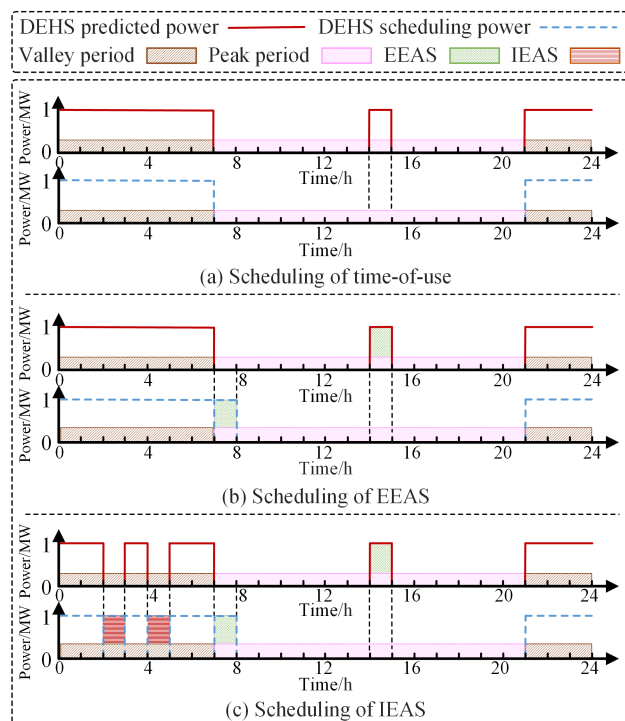 DEHS predicted power DEHS scheduling power
Valley period Peak period EEAS IEAS
Power/MW
1
0
0 4 8 12 16 20 24
Time/h
Power/MW
1
0
0 4 8 12 16 20 24
Time/h
(a) Scheduling of time-of-use
Power/MW
1
0
0 4 8 12 16 20 24
Time/h
Power/MW
1
0
0 4 8 12 16 20 24
Time/h
(b) Scheduling of EEAS
Power/MW
1
0
0 4 8 12 16 20 24
Time/h
Power/MW
1
0
0 4 8 12 16 20 24
Time/h
(c) Scheduling of IEAS